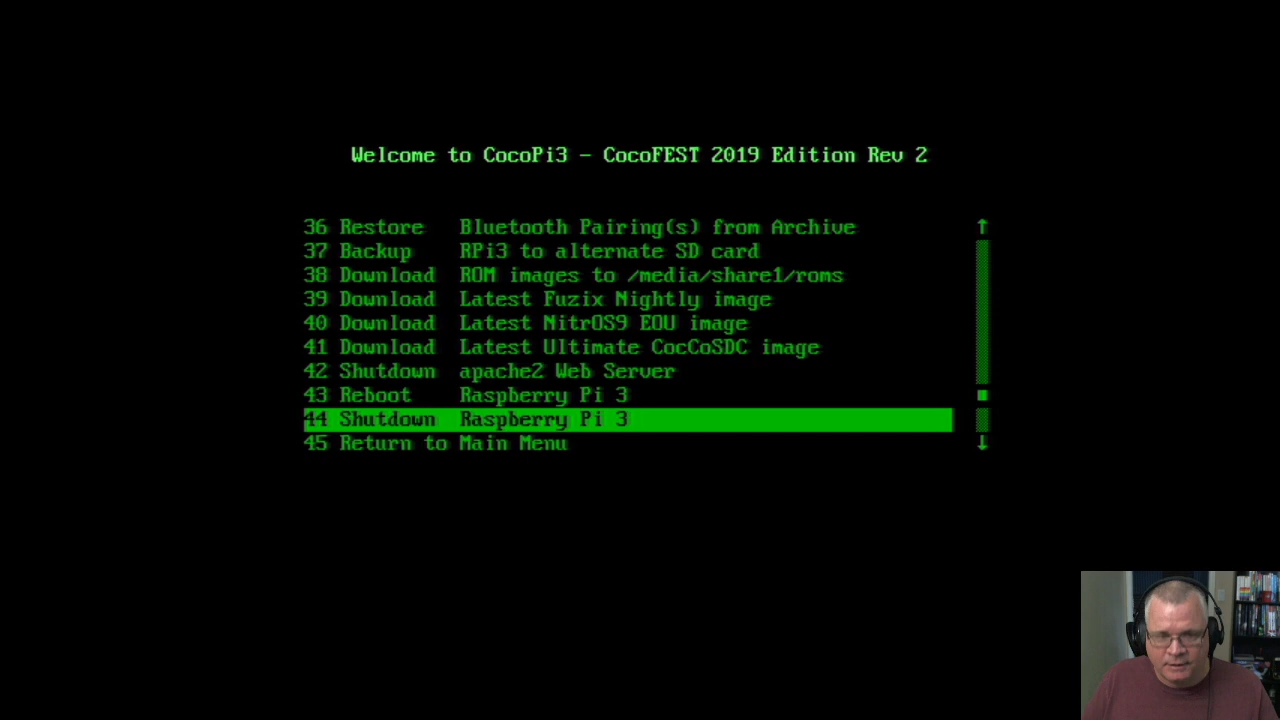 Welcome to CocoPi3 - CocoFEST 2019 Edition Rev 2
36 Restore Bluetooth Pairing(s) from Archive
37 Backup RPi3 to alternate SD card
38 Download ROM images to /media/share1/roms
39 Download Latest Fuzix Nightly image
40 Download Latest NitrOS9 EOU image
41 Download Latest Ultimate CocCoSDC image
42 Shutdown apache2 Web Server
43 Reboot Raspberry Pi 3
44 Shutdown Raspberry Pi 3
45 Return to Main Menu